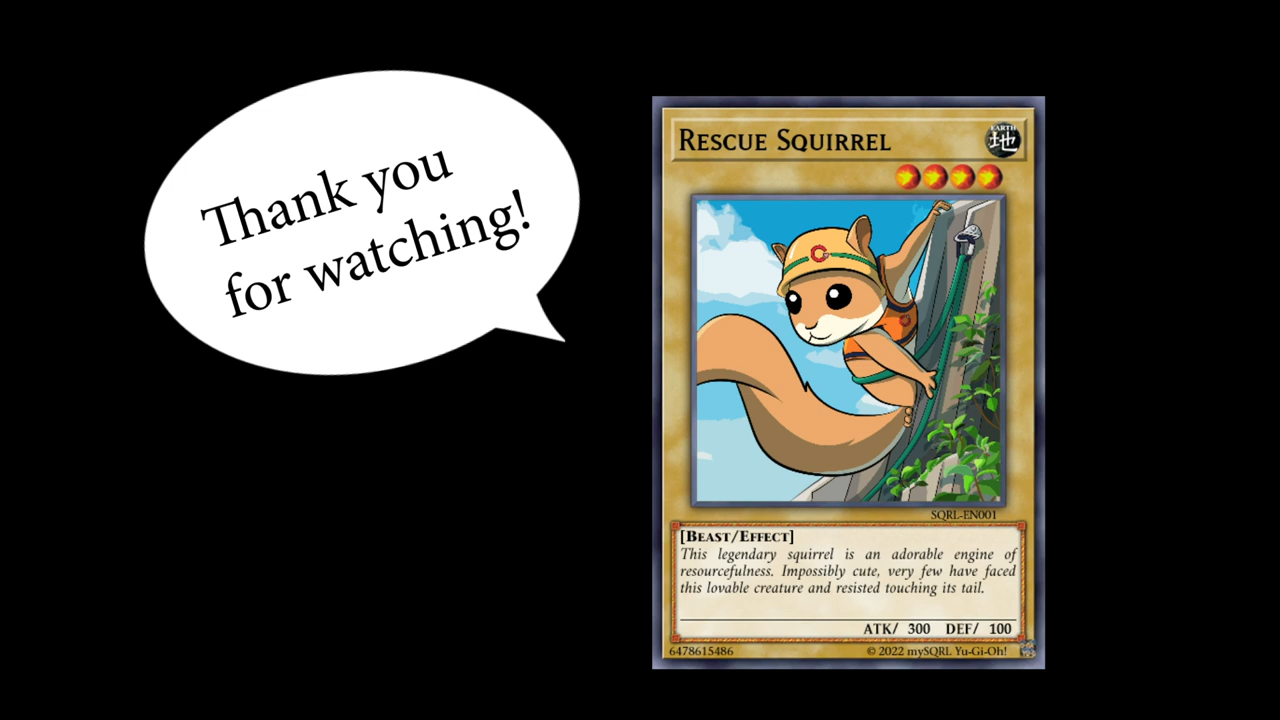 Thank you
for watching!
RESCUE SQUIRREL
EARTH
地
SQRL-EN001
[BEAST/EFFECT]
This legendary squirrel is an adorable engine of
resourcefulness. Impossibly cute, very few have faced
this lovable creature and resisted touching its tail.
ATK/ 300 DEF/ 100
6478615486 © 2022 mySQRL Yu-Gi-Oh!